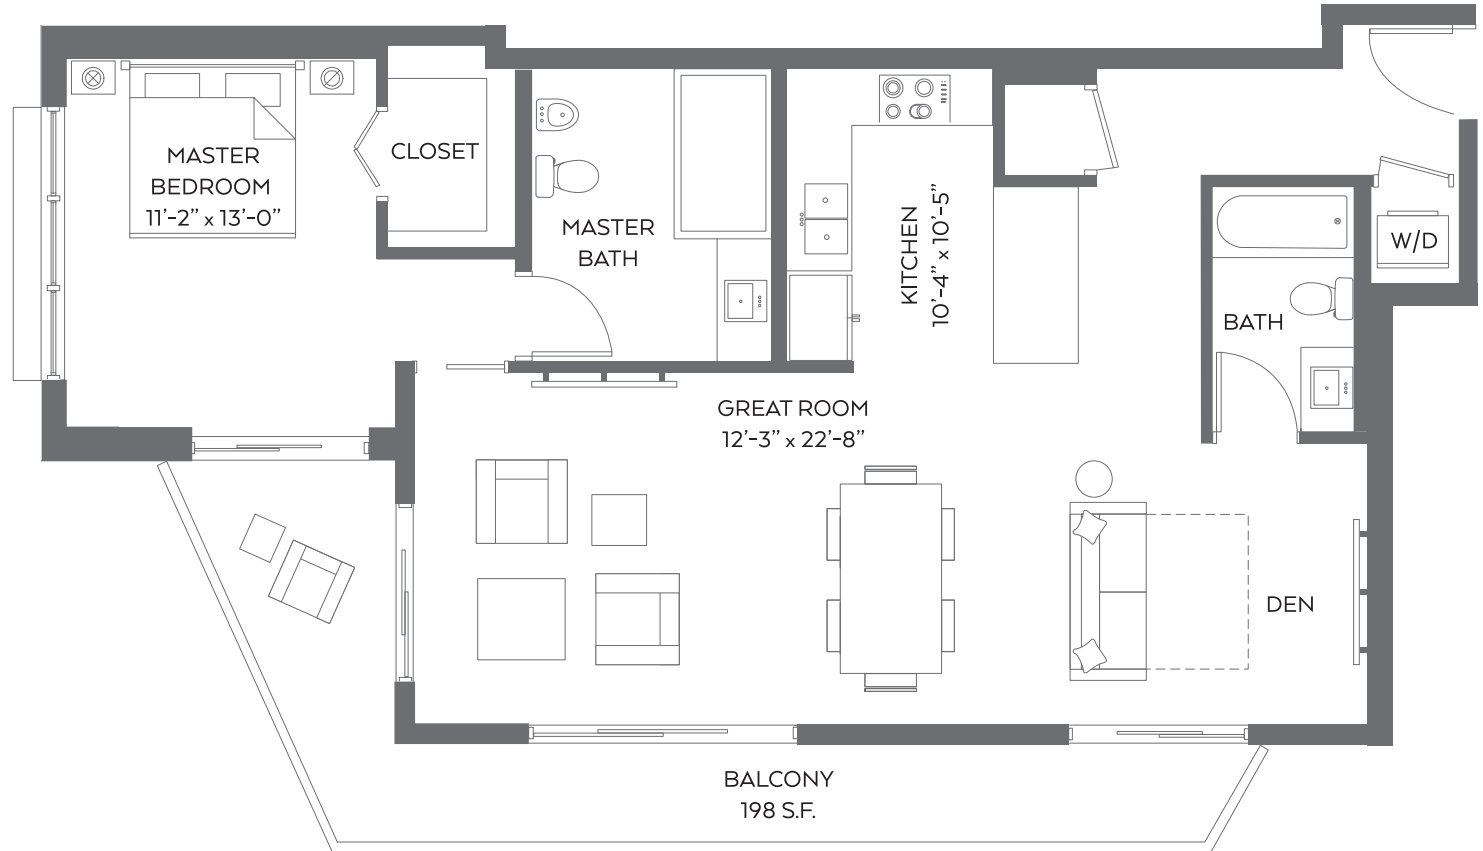 MASTER
BEDROOM
11’-2” x 13’-0”
CLOSET
MASTER
BATH
KITCHEN
10’-4” x 10’-5”
W/D
BATH
GREAT ROOM
12’-3” x 22’-8”
DEN
BALCONY
198 S.F.